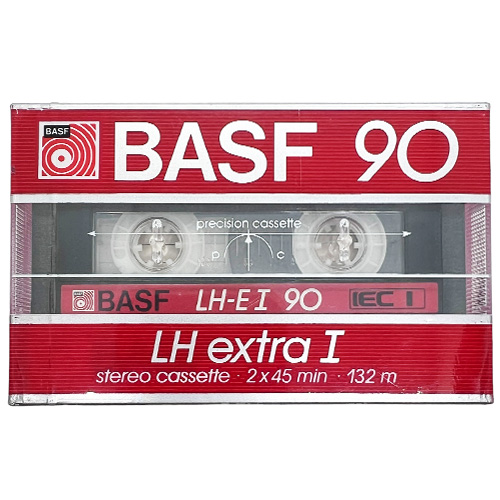 BASF BASF 90
precision cassette
p c
BASF LH-E I 90 IEC I
LH extra I
stereo cassette · 2 x 45 min · 132 m